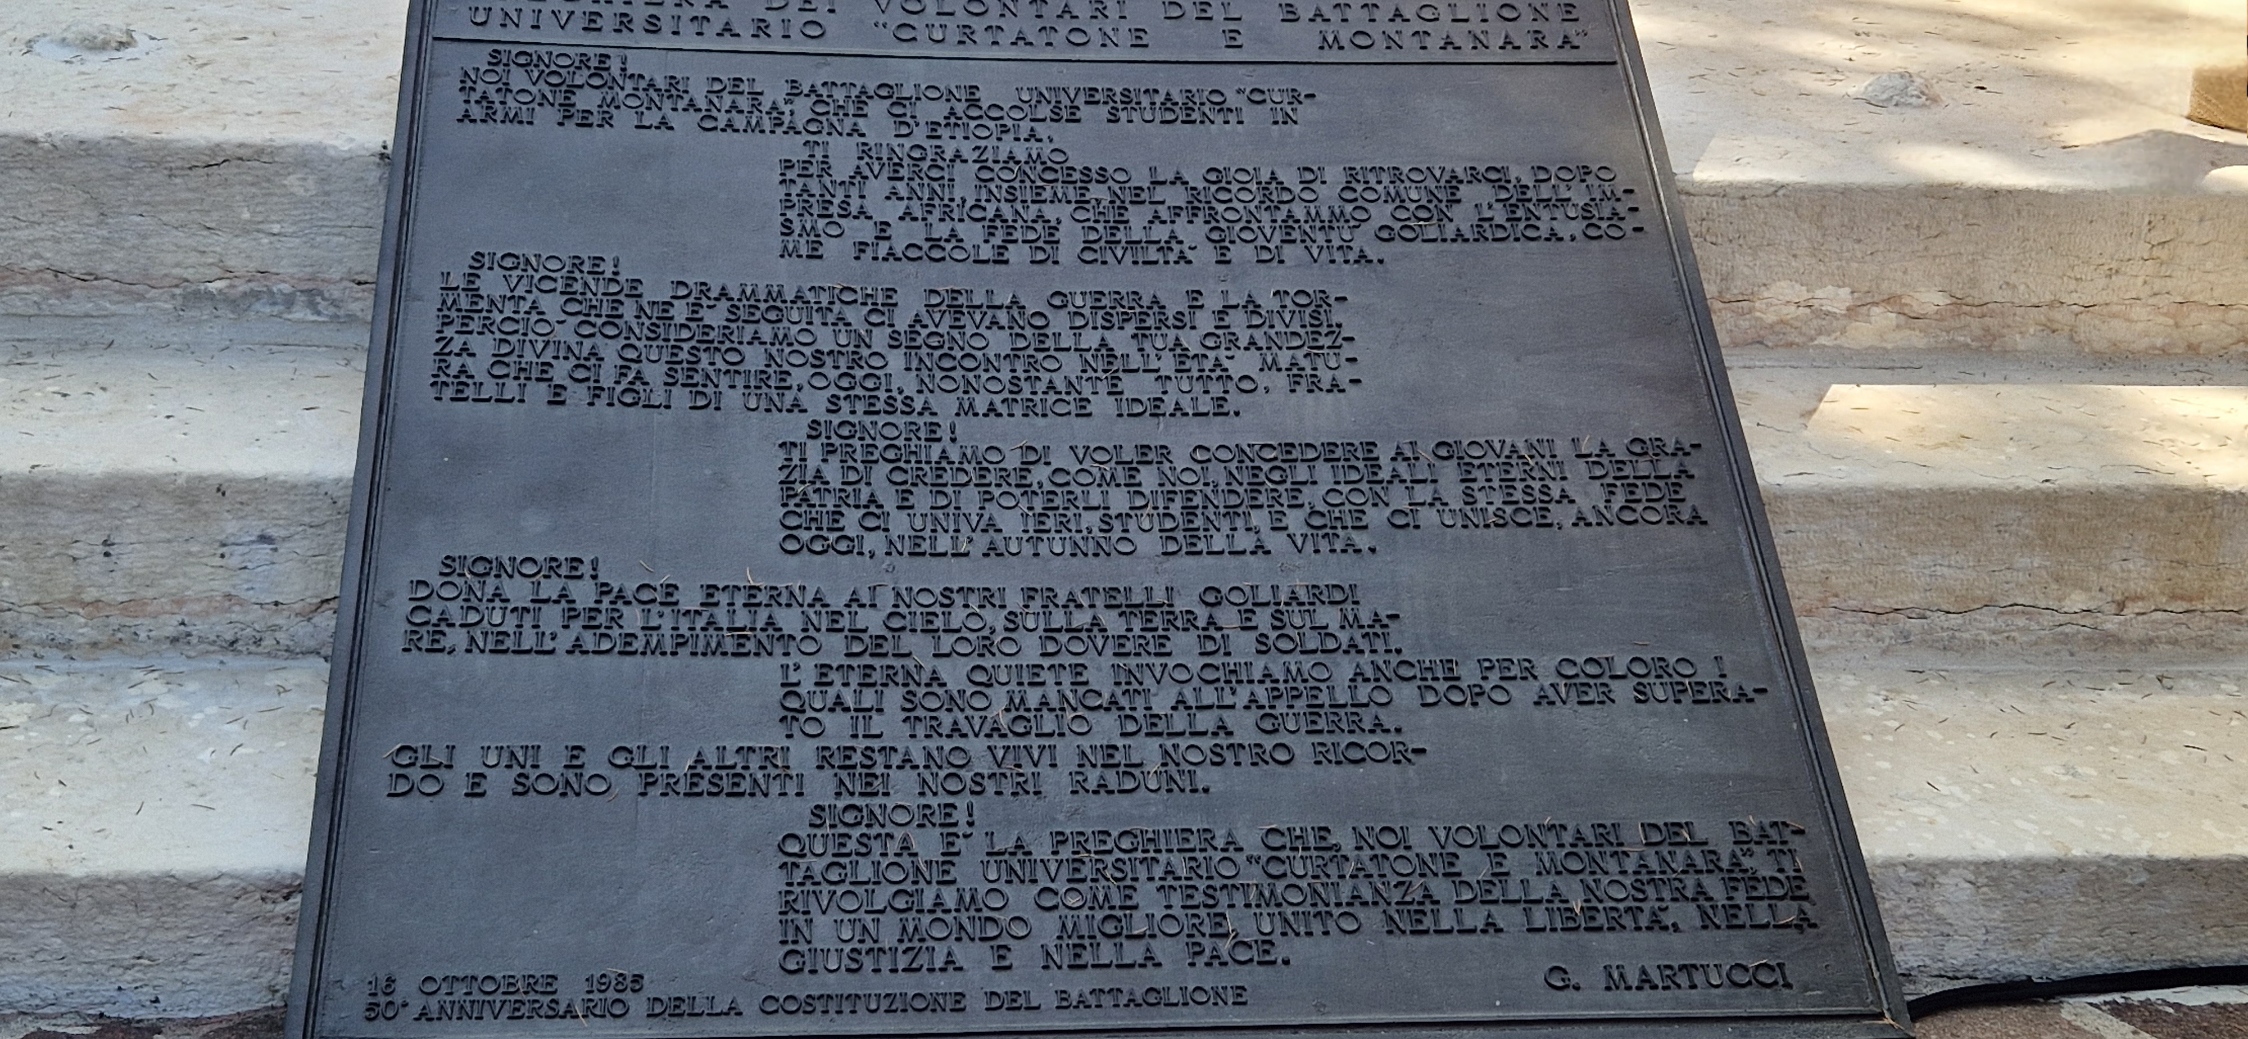 DEI VOLONTARI DEL BATTAGLIONE
UNIVERSITARIO "CURTATONE E MONTANARA"
SIGNORE!
NOI VOLONTARI DEL BATTAGLIONE UNIVERSITARIO "CUR-
TATONE MONTANARA", CHE CI ACCOLSE STUDENTI IN
ARMI PER LA CAMPAGNA D'ETIOPIA,
TI RINGRAZIAMO
PER AVERCI CONCESSO LA GIOIA DI RITROVARCI, DOPO
TANTI ANNI, INSIEME NEL RICORDO COMUNE DELL'IM-
PRESA AFRICANA, CHE AFFRONTAMMO CON L'ENTUSIA-
SMO E LA FEDE DELLA GIOVENTU' GOLIARDICA, CO-
ME FIACCOLE DI CIVILTA' E DI VITA.
SIGNORE!
LE VICENDE DRAMMATICHE DELLA GUERRA E LA TOR-
MENTA CHE NE E' SEGUITA CI AVEVANO DISPERSI E DIVISI
PERCIO' CONSIDERIAMO UN SEGNO DELLA TUA GRANDEZ-
ZA DIVINA QUESTO NOSTRO INCONTRO NELL'ETA' MATU-
RA CHE CI FA SENTIRE, OGGI, NONOSTANTE TUTTO, FRA-
TELLI E FIGLI DI UNA STESSA MATRICE IDEALE.
SIGNORE!
TI PREGHIAMO DI VOLER CONCEDERE AI GIOVANI LA GRA-
ZIA DI CREDERE, COME NOI, NEGLI IDEALI ETERNI DELLA
PATRIA E DI POTERLI DIFENDERE, CON LA STESSA FEDE
CHE CI UNIVA IERI, STUDENTI, E CHE CI UNISCE, ANCORA
OGGI, NELL'AUTUNNO DELLA VITA.
SIGNORE!
DONA LA PACE ETERNA AI NOSTRI FRATELLI GOLIARDI
CADUTI PER L'ITALIA NEL CIELO, SULLA TERRA E SUL MA-
RE, NELL'ADEMPIMENTO DEL LORO DOVERE DI SOLDATI.
L'ETERNA QUIETE INVOCHIAMO ANCHE PER COLORO I
QUALI SONO MANCATI ALL'APPELLO DOPO AVER SUPERA-
TO IL TRAVAGLIO DELLA GUERRA.
GLI UNI E GLI ALTRI RESTANO VIVI NEL NOSTRO RICOR-
DO E SONO PRESENTI NEI NOSTRI RADUNI.
SIGNORE!
QUESTA E' LA PREGHIERA CHE, NOI VOLONTARI DEL BAT-
TAGLIONE UNIVERSITARIO "CURTATONE E MONTANARA", TI
RIVOLGIAMO COME TESTIMONIANZA DELLA NOSTRA FEDE
IN UN MONDO MIGLIORE, UNITO NELLA LIBERTA', NELLA
GIUSTIZIA E NELLA PACE.
G. MARTUCCI
16 OTTOBRE 1985
50° ANNIVERSARIO DELLA COSTITUZIONE DEL BATTAGLIONE